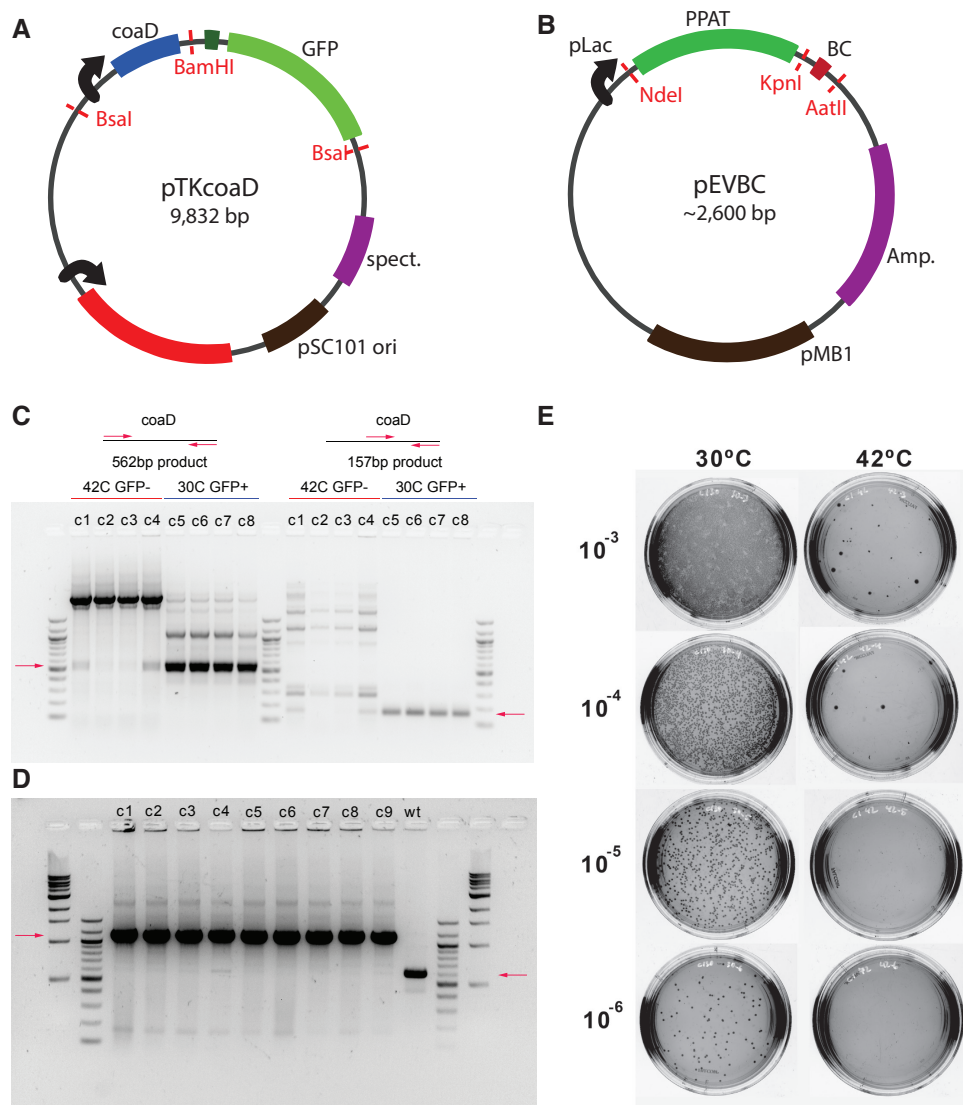 A
coaD
GFP
BamHI
BsaI
BsaI
pTKcoaD
9,832 bp
spect.
pSC101 ori
B
PPAT
pLac
BC
NdeI
KpnI
AatII
pEVBC
~2,600 bp
Amp.
pMB1
C
coaD
coaD
562bp product
157bp product
42C GFP-
30C GFP+
42C GFP-
30C GFP+
c1 c2 c3 c4 c5 c6 c7 c8
c1 c2 c3 c4 c5 c6 c7 c8
D
c1 c2 c3 c4 c5 c6 c7 c8 c9 wt
E
30ºC
42ºC
10-3
10-4
10-5
10-6